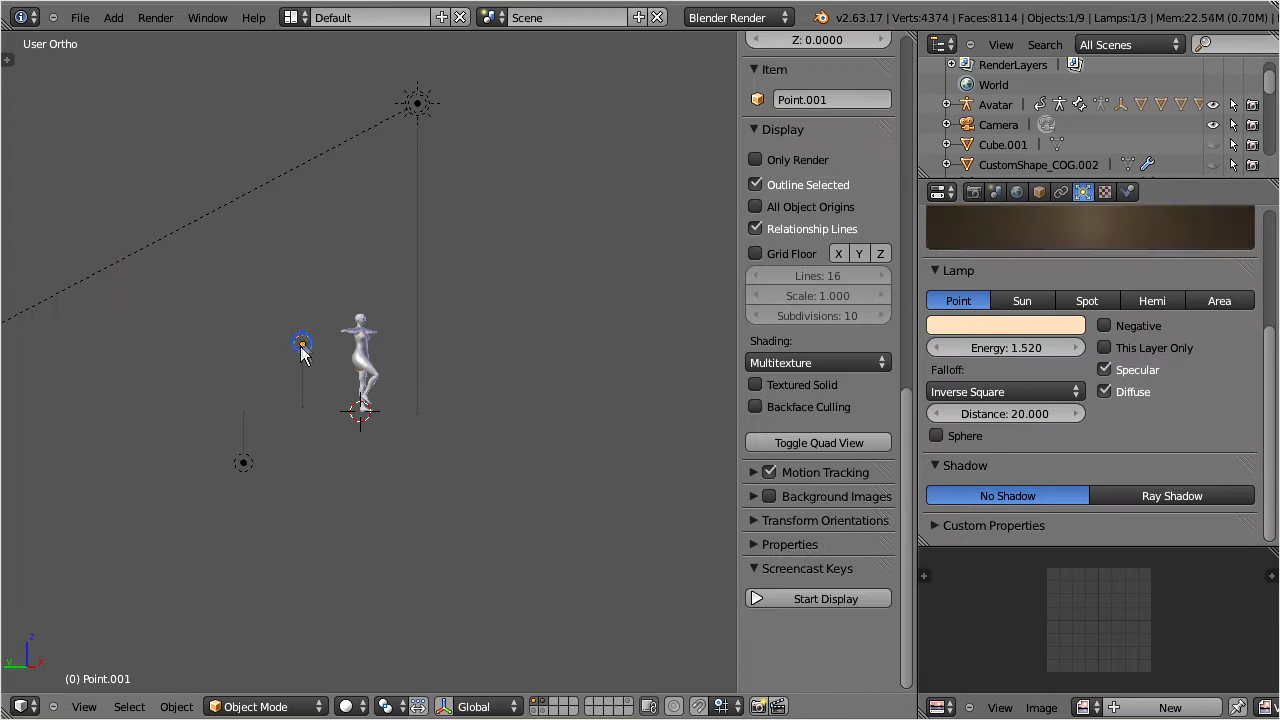 File Add Render Window Help Default Scene Blender Render v2.63.17 | Verts:4374 | Faces:8114 | Objects:1/9 | Lamps:1/3 | Mem:22.54M (0.70M) |
User Ortho
Z: 0.0000
Item
Point.001
Display
Only Render
Outline Selected
All Object Origins
Relationship Lines
Grid Floor X Y Z
Lines: 16
Scale: 1.000
Subdivisions: 10
Shading:
Multitexture
Textured Solid
Backface Culling
Toggle Quad View
Motion Tracking
Background Images
Transform Orientations
Properties
Screencast Keys
Start Display
View Search All Scenes
RenderLayers
World
Avatar
Camera
Cube.001
CustomShape_COG.002
Lamp
Point Sun Spot Hemi Area
Negative
Energy: 1.520 This Layer Only
Falloff: Specular
Inverse Square Diffuse
Distance: 20.000
Sphere
Shadow
No Shadow Ray Shadow
Custom Properties
z
y x
(0) Point.001
View Select Object Object Mode Global
View Image New